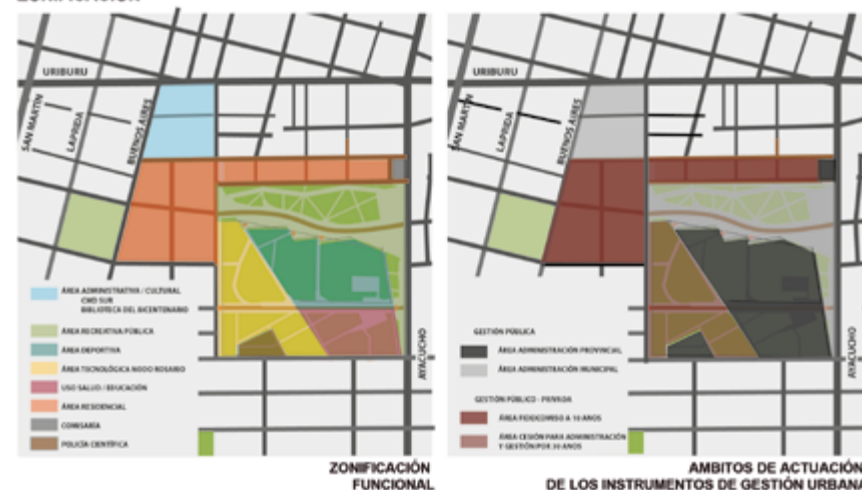 ZONIFICACIÓN
URIBURU
SAN MARTÍN
LAPRIDA
BUENOS AIRES
AYACUCHO
ÁREA ADMINISTRATIVA / CULTURAL
CMD SUR
BIBLIOTECA DEL BICENTENARIO
ÁREA RECREATIVA PÚBLICA
ÁREA DEPORTIVA
ÁREA TECNOLÓGICA NODO ROSARIO
USO SALUD / EDUCACIÓN
ÁREA RESIDENCIAL
COMISARÍA
POLICÍA CIENTÍFICA
ZONIFICACIÓN
FUNCIONAL
URIBURU
SAN MARTÍN
LAPRIDA
BUENOS AIRES
AYACUCHO
GESTIÓN PÚBLICA
ÁREA ADMINISTRACIÓN PROVINCIAL
ÁREA ADMINISTRACIÓN MUNICIPAL
GESTIÓN PÚBLICO - PRIVADA
ÁREA FIDEICOMISO A 10 AÑOS
ÁREA CESIÓN PARA ADMINISTRACIÓN
Y GESTIÓN POR 30 AÑOS
AMBITOS DE ACTUACIÓN
DE LOS INSTRUMENTOS DE GESTIÓN URBANA